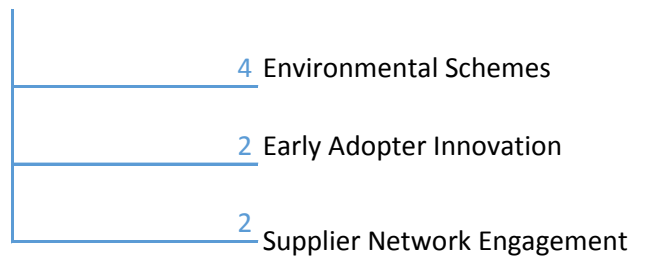 4 Environmental Schemes
2 Early Adopter Innovation
2 Supplier Network Engagement